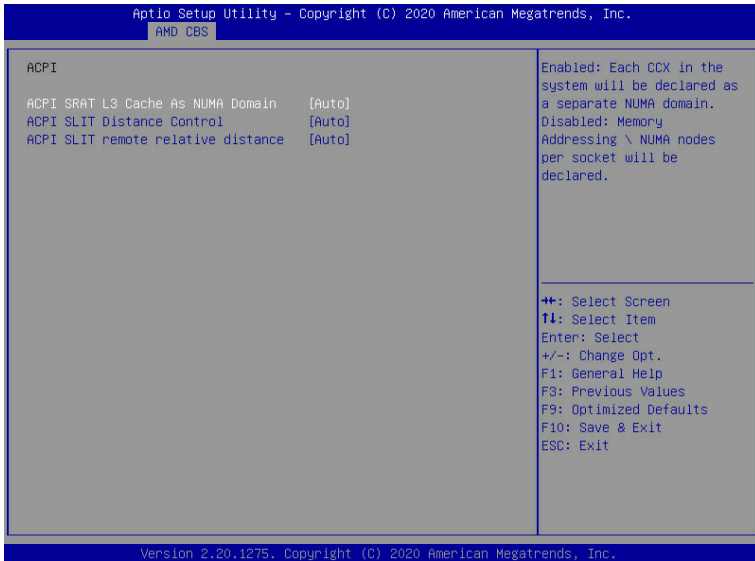 Aptio Setup Utility – Copyright (C) 2020 American Megatrends, Inc.
AMD CBS
ACPI
ACPI SRAT L3 Cache As NUMA Domain [Auto]
ACPI SLIT Distance Control [Auto]
ACPI SLIT remote relative distance [Auto]
Enabled: Each CCX in the
system will be declared as
a separate NUMA domain.
Disabled: Memory
Addressing \ NUMA nodes
per socket will be
declared.
→←: Select Screen
↑↓: Select Item
Enter: Select
+/-: Change Opt.
F1: General Help
F3: Previous Values
F9: Optimized Defaults
F10: Save & Exit
ESC: Exit
Version 2.20.1275. Copyright (C) 2020 American Megatrends, Inc.